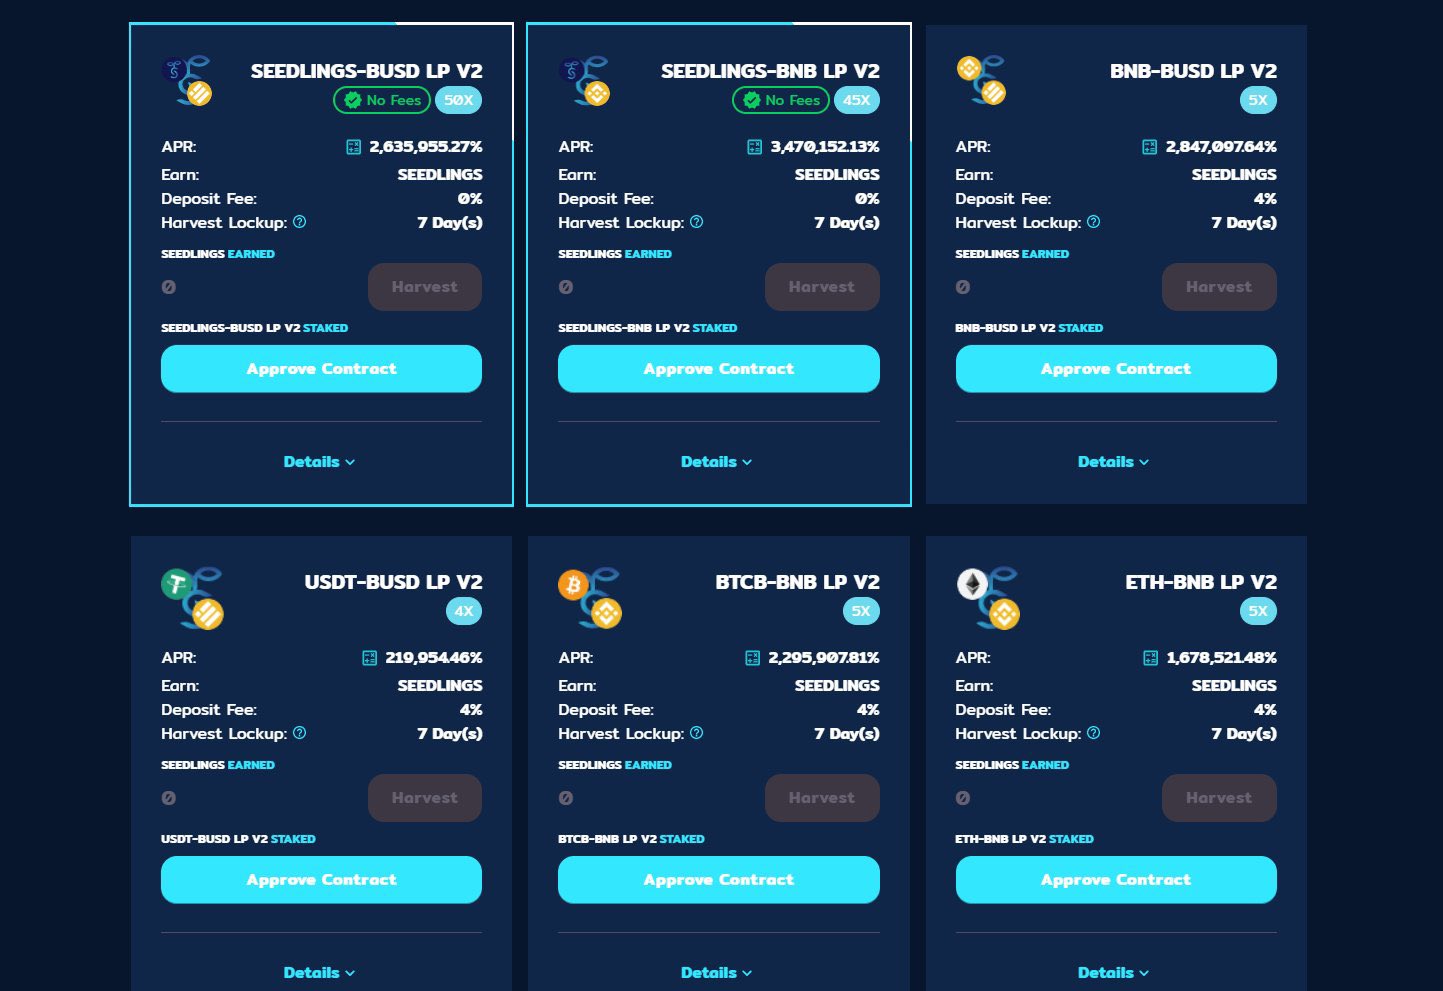 SEEDLINGS-BUSD LP V2
No Fees 50X
APR: 2,635,955.27%
Earn: SEEDLINGS
Deposit Fee: 0%
Harvest Lockup: 7 Day(s)
SEEDLINGS EARNED
0 Harvest
SEEDLINGS-BUSD LP V2 STAKED
Approve Contract
Details
SEEDLINGS-BNB LP V2
No Fees 45X
APR: 3,470,152.13%
Earn: SEEDLINGS
Deposit Fee: 0%
Harvest Lockup: 7 Day(s)
SEEDLINGS EARNED
0 Harvest
SEEDLINGS-BNB LP V2 STAKED
Approve Contract
Details
BNB-BUSD LP V2
5X
APR: 2,847,097.64%
Earn: SEEDLINGS
Deposit Fee: 4%
Harvest Lockup: 7 Day(s)
SEEDLINGS EARNED
0 Harvest
BNB-BUSD LP V2 STAKED
Approve Contract
Details
USDT-BUSD LP V2
4X
APR: 219,954.46%
Earn: SEEDLINGS
Deposit Fee: 4%
Harvest Lockup: 7 Day(s)
SEEDLINGS EARNED
0 Harvest
USDT-BUSD LP V2 STAKED
Approve Contract
Details
BTCB-BNB LP V2
5X
APR: 2,295,907.81%
Earn: SEEDLINGS
Deposit Fee: 4%
Harvest Lockup: 7 Day(s)
SEEDLINGS EARNED
0 Harvest
BTCB-BNB LP V2 STAKED
Approve Contract
Details
ETH-BNB LP V2
5X
APR: 1,678,521.48%
Earn: SEEDLINGS
Deposit Fee: 4%
Harvest Lockup: 7 Day(s)
SEEDLINGS EARNED
0 Harvest
ETH-BNB LP V2 STAKED
Approve Contract
Details